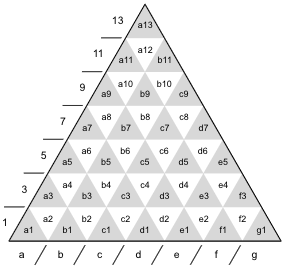 13 a13
a12
11 a11 b11
a10 b10
9 a9 b9 c9
a8 b8 c8
7 a7 b7 c7 d7
a6 b6 c6 d6
5 a5 b5 c5 d5 e5
a4 b4 c4 d4 e4
3 a3 b3 c3 d3 e3 f3
a2 b2 c2 d2 e2 f2
1 a1 b1 c1 d1 e1 f1 g1
a b c d e f g